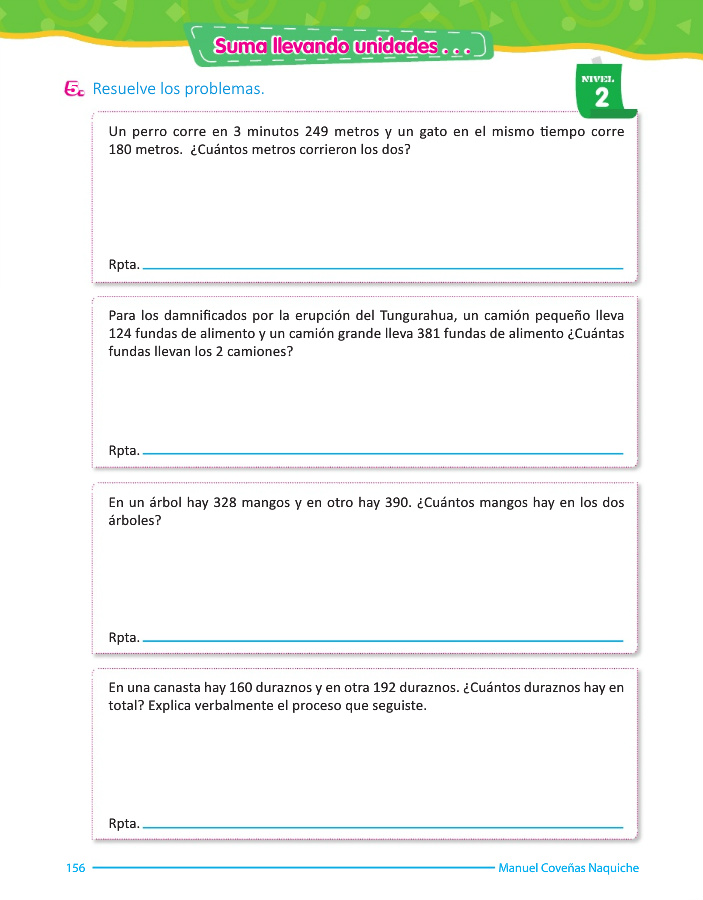 Suma llevando unidades . . .
5. Resuelve los problemas.
NIVEL
2
Un perro corre en 3 minutos 249 metros y un gato en el mismo tiempo corre
180 metros. ¿Cuántos metros corrieron los dos?
Rpta.
Para los damnificados por la erupción del Tungurahua, un camión pequeño lleva
124 fundas de alimento y un camión grande lleva 381 fundas de alimento ¿Cuántas
fundas llevan los 2 camiones?
Rpta.
En un árbol hay 328 mangos y en otro hay 390. ¿Cuántos mangos hay en los dos
árboles?
Rpta.
En una canasta hay 160 duraznos y en otra 192 duraznos. ¿Cuántos duraznos hay en
total? Explica verbalmente el proceso que seguiste.
Rpta.
156
Manuel Coveñas Naquiche